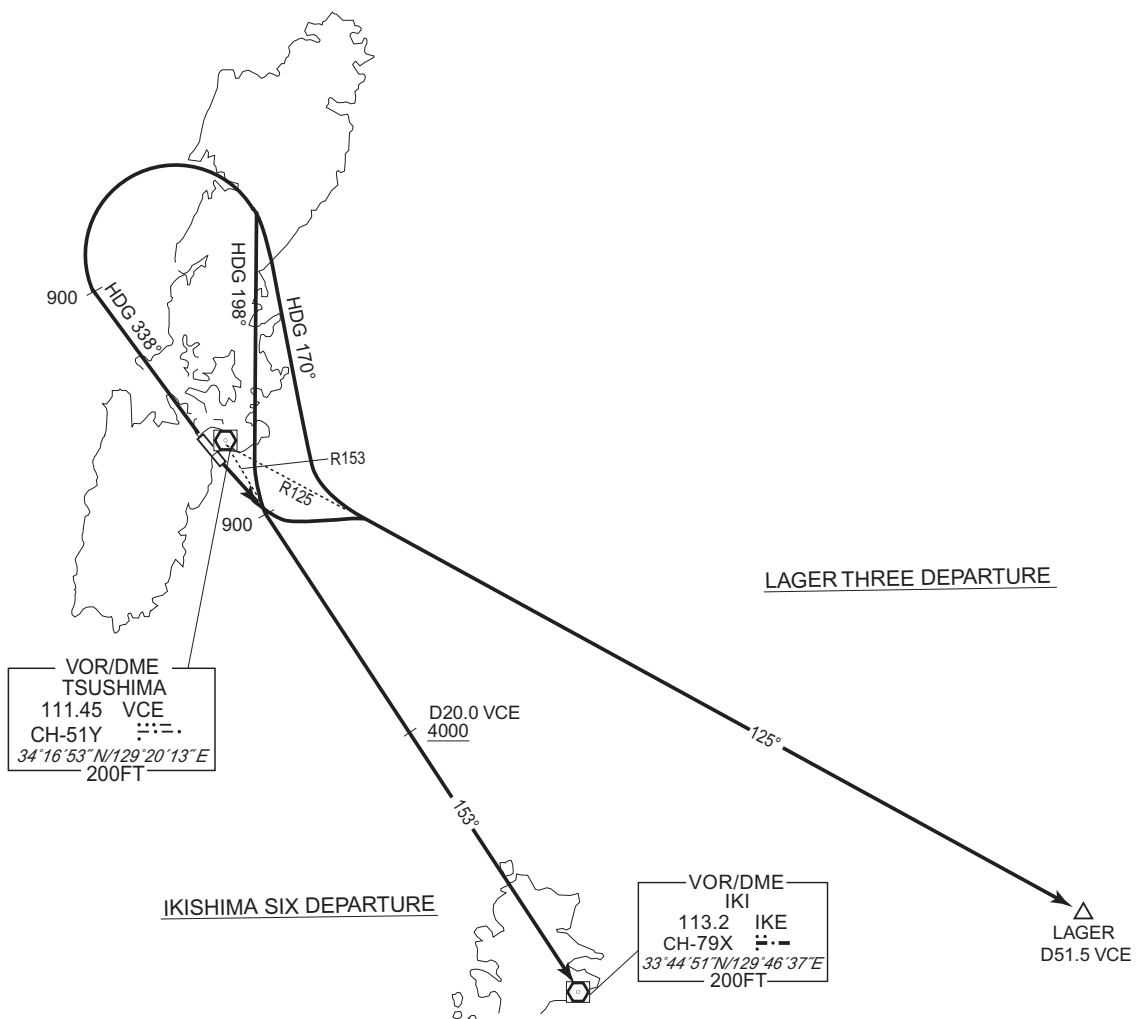 900
HDG 338°
HDG 198°
HDG 170°
R153
R125
900
LAGER THREE DEPARTURE
VOR/DME
TSUSHIMA
111.45 VCE
CH-51Y
34°16´53˝N/129°20´13˝E
200FT
D20.0 VCE
4000
125°
153°
IKISHIMA SIX DEPARTURE
VOR/DME
IKI
113.2 IKE
CH-79X
33°44´51˝N/129°46´37˝E
200FT
LAGER
D51.5 VCE